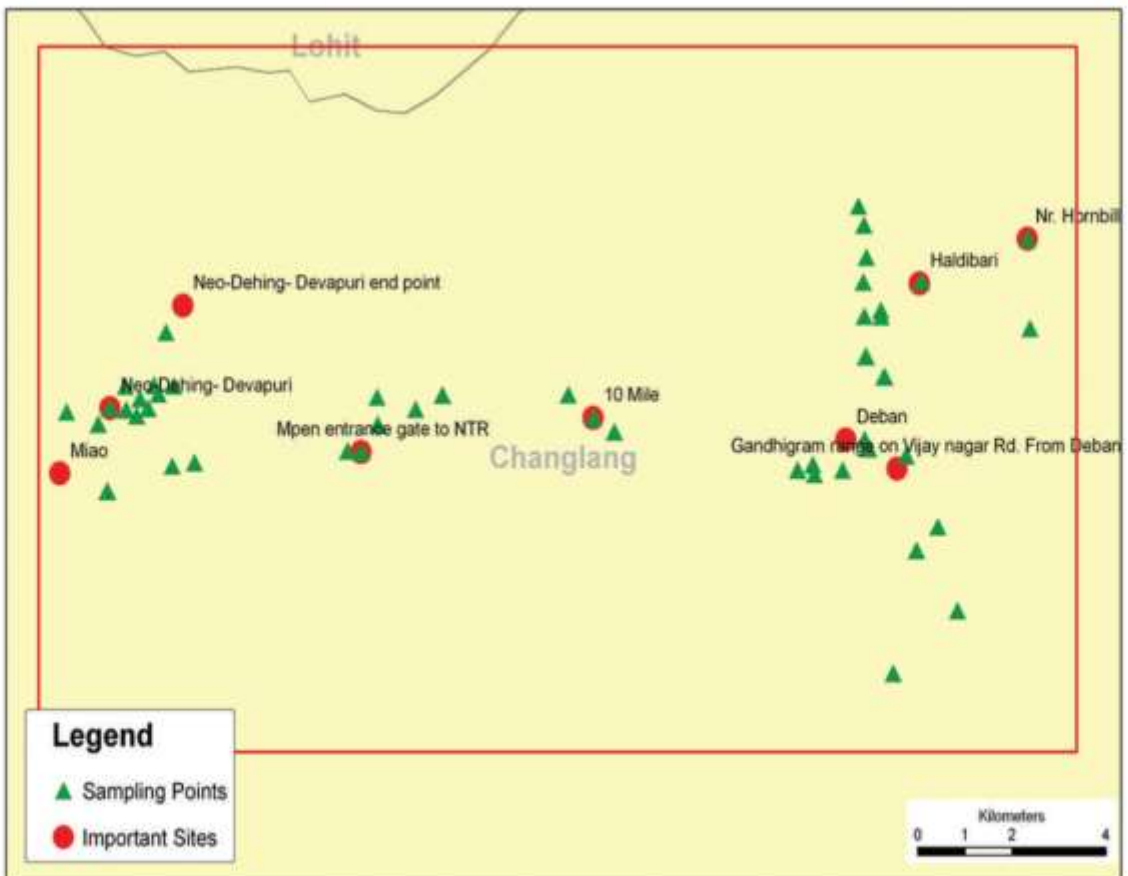 Lohit
Nr. Hornbill
Haldibari
Neo-Dehing- Devapuri end point
Neo-Dehing- Devapuri
10 Mile
Deban
Mpen entrance gate to NTR
Gandhigram range on Vijay nagar Rd. From Deban
Miao
Changlang
Legend
Sampling Points
Important Sites
Kilometers
0 1 2 4